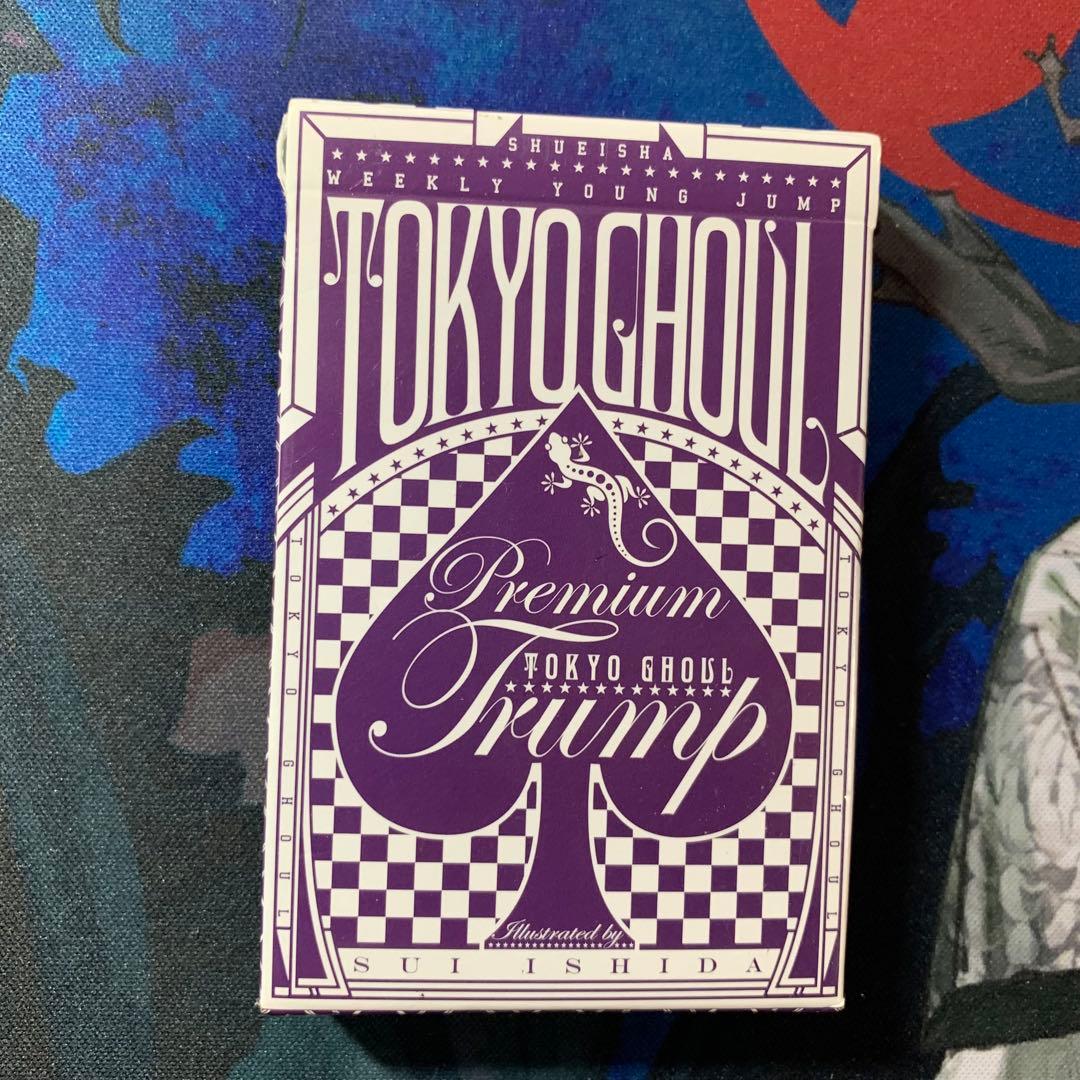 SHUEISHA
WEEKLY YOUNG JUMP
TOKYO GHOUL
Premium
TOKYO GHOUL
Trump
Illustrated by
SUI ISHIDA
TOKYO GHOUL
TOKYO GHOUL